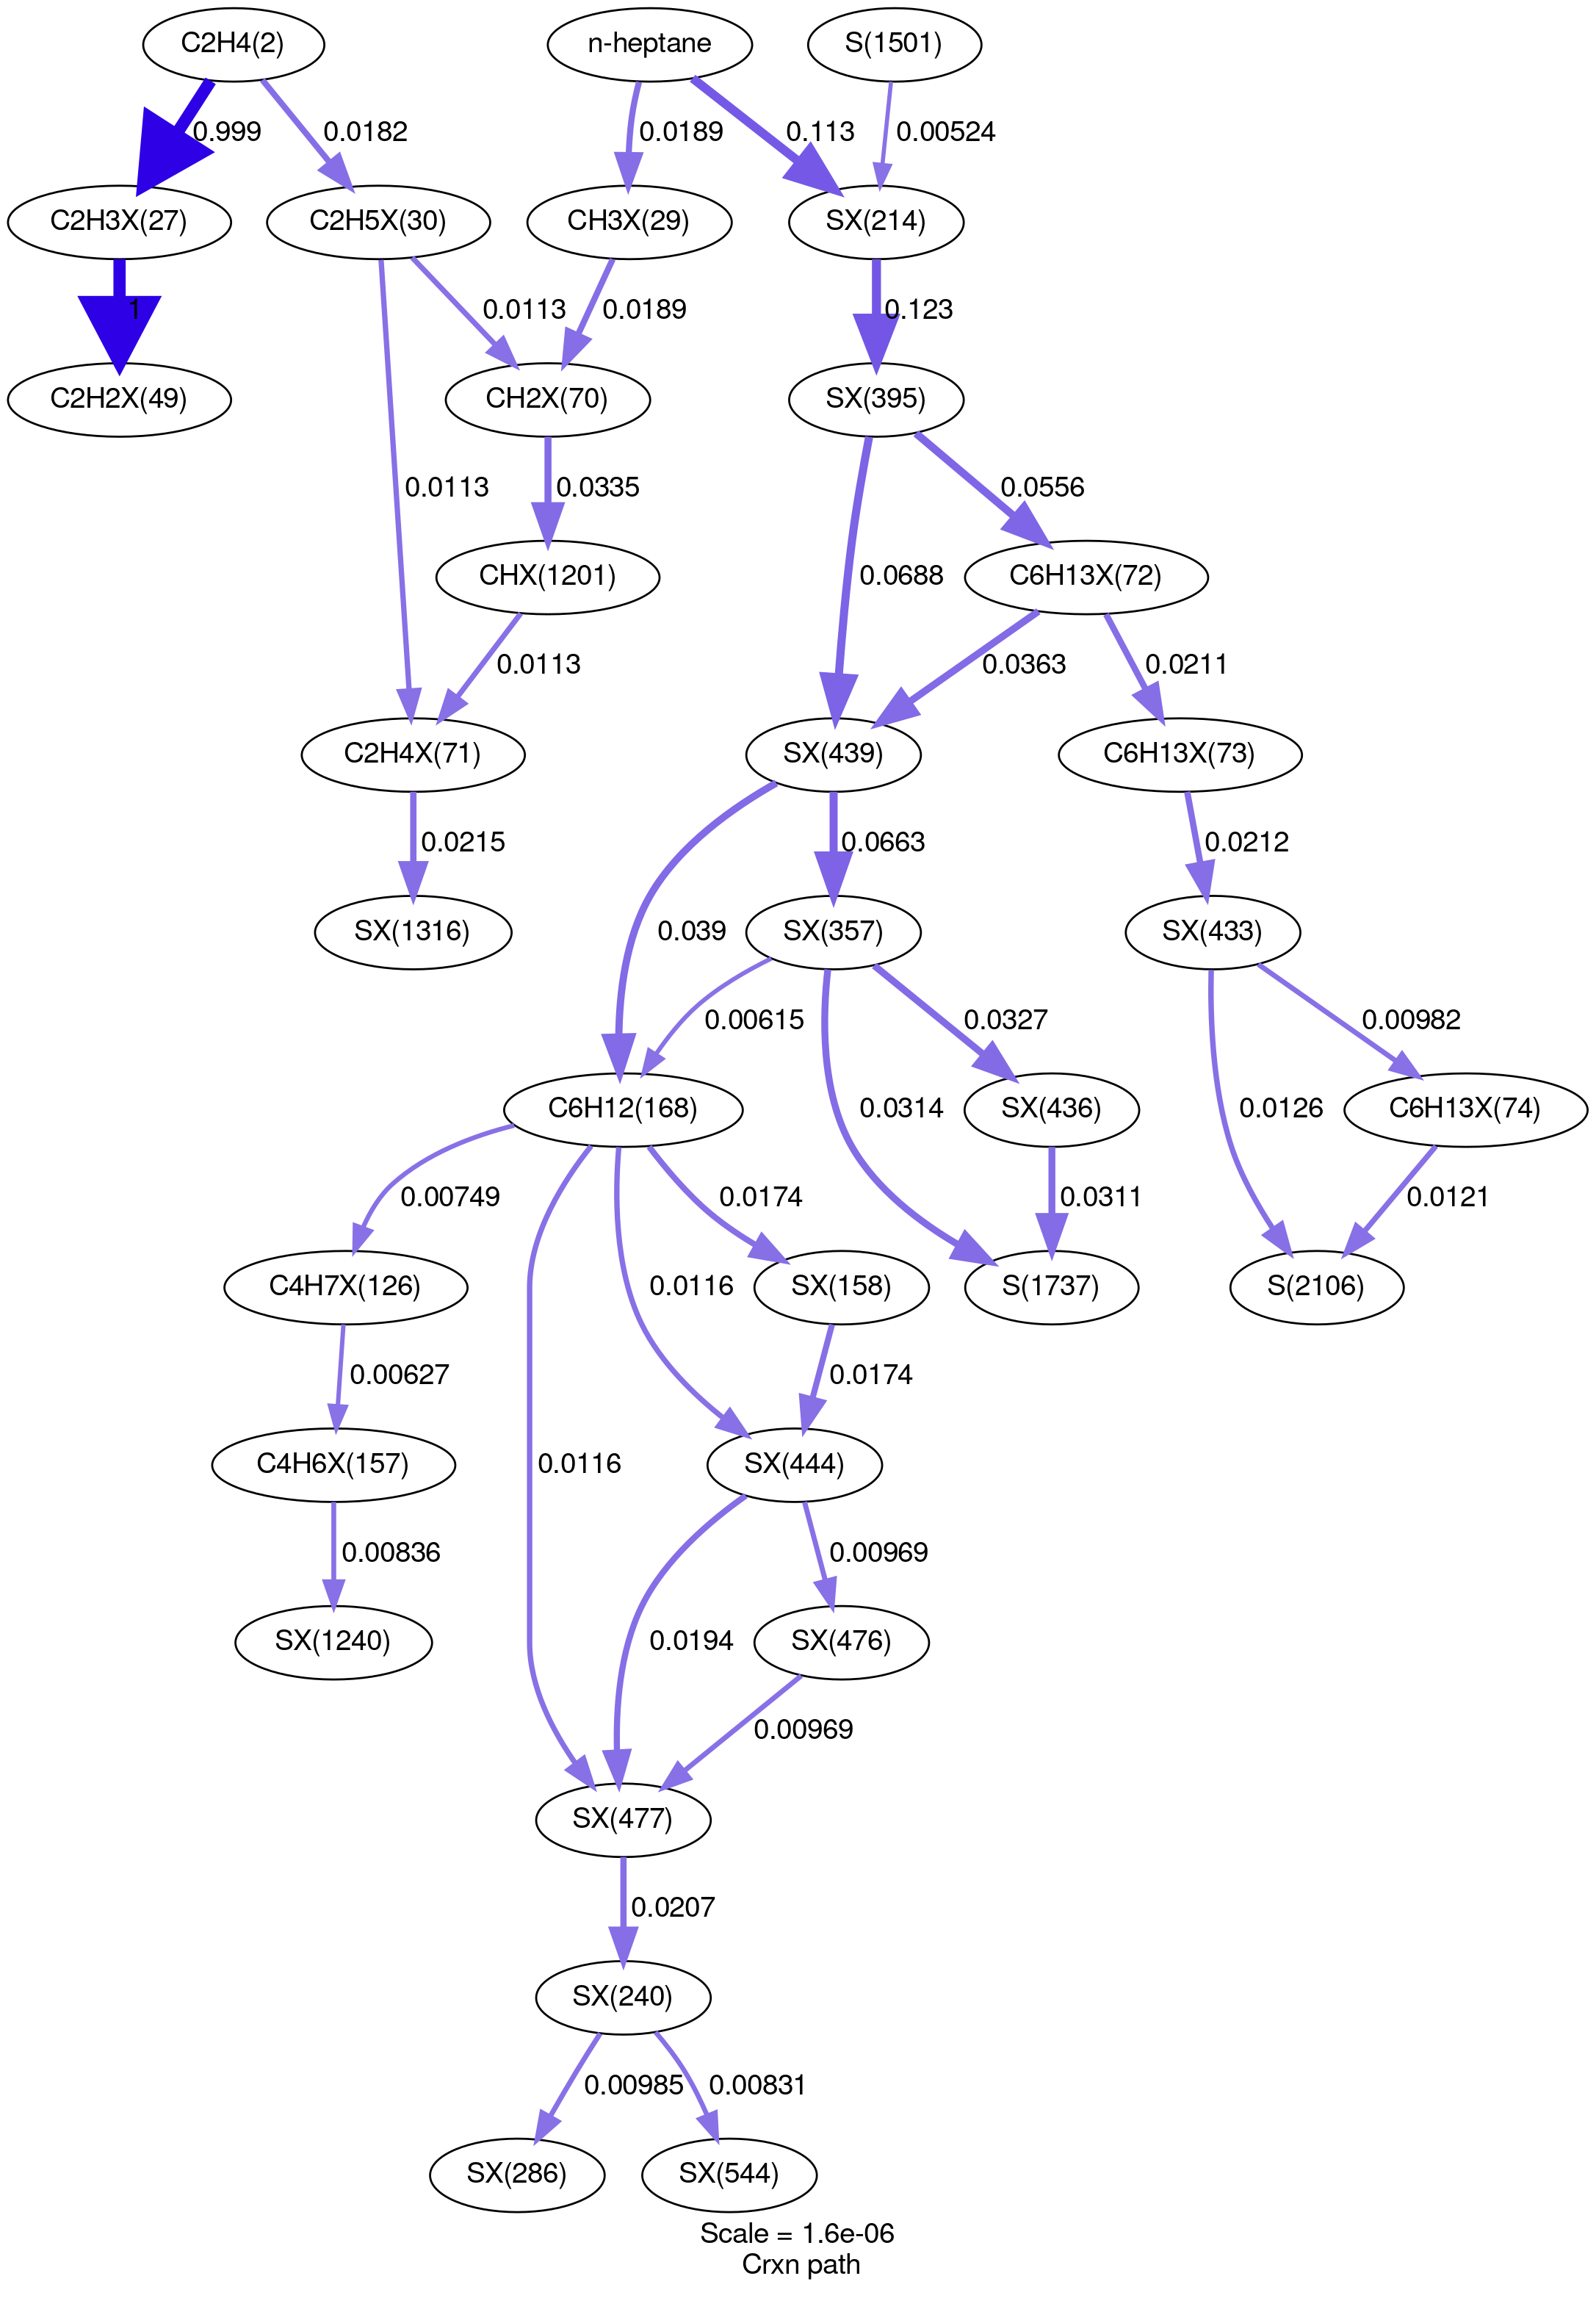 C2H4(2)
n-heptane
S(1501)
0.999
0.0182
0.0189
0.113
0.00524
C2H3X(27)
C2H5X(30)
CH3X(29)
SX(214)
1
0.0113
0.0189
0.123
C2H2X(49)
CH2X(70)
SX(395)
0.0113
0.0335
0.0556
CHX(1201)
0.0688
C6H13X(72)
0.0113
0.0363
0.0211
C2H4X(71)
SX(439)
C6H13X(73)
0.0215
0.0663
0.0212
SX(1316)
0.039
SX(357)
SX(433)
0.00615
0.0327
0.00982
C6H12(168)
0.0314
SX(436)
0.0126
C6H13X(74)
0.00749
0.0174
0.0311
0.0121
C4H7X(126)
0.0116
SX(158)
S(1737)
S(2106)
0.00627
0.0174
C4H6X(157)
0.0116
SX(444)
0.00836
0.00969
SX(1240)
0.0194
SX(476)
0.00969
SX(477)
0.0207
SX(240)
0.00985
0.00831
SX(286)
SX(544)
Scale = 1.6e-06
Crxn path